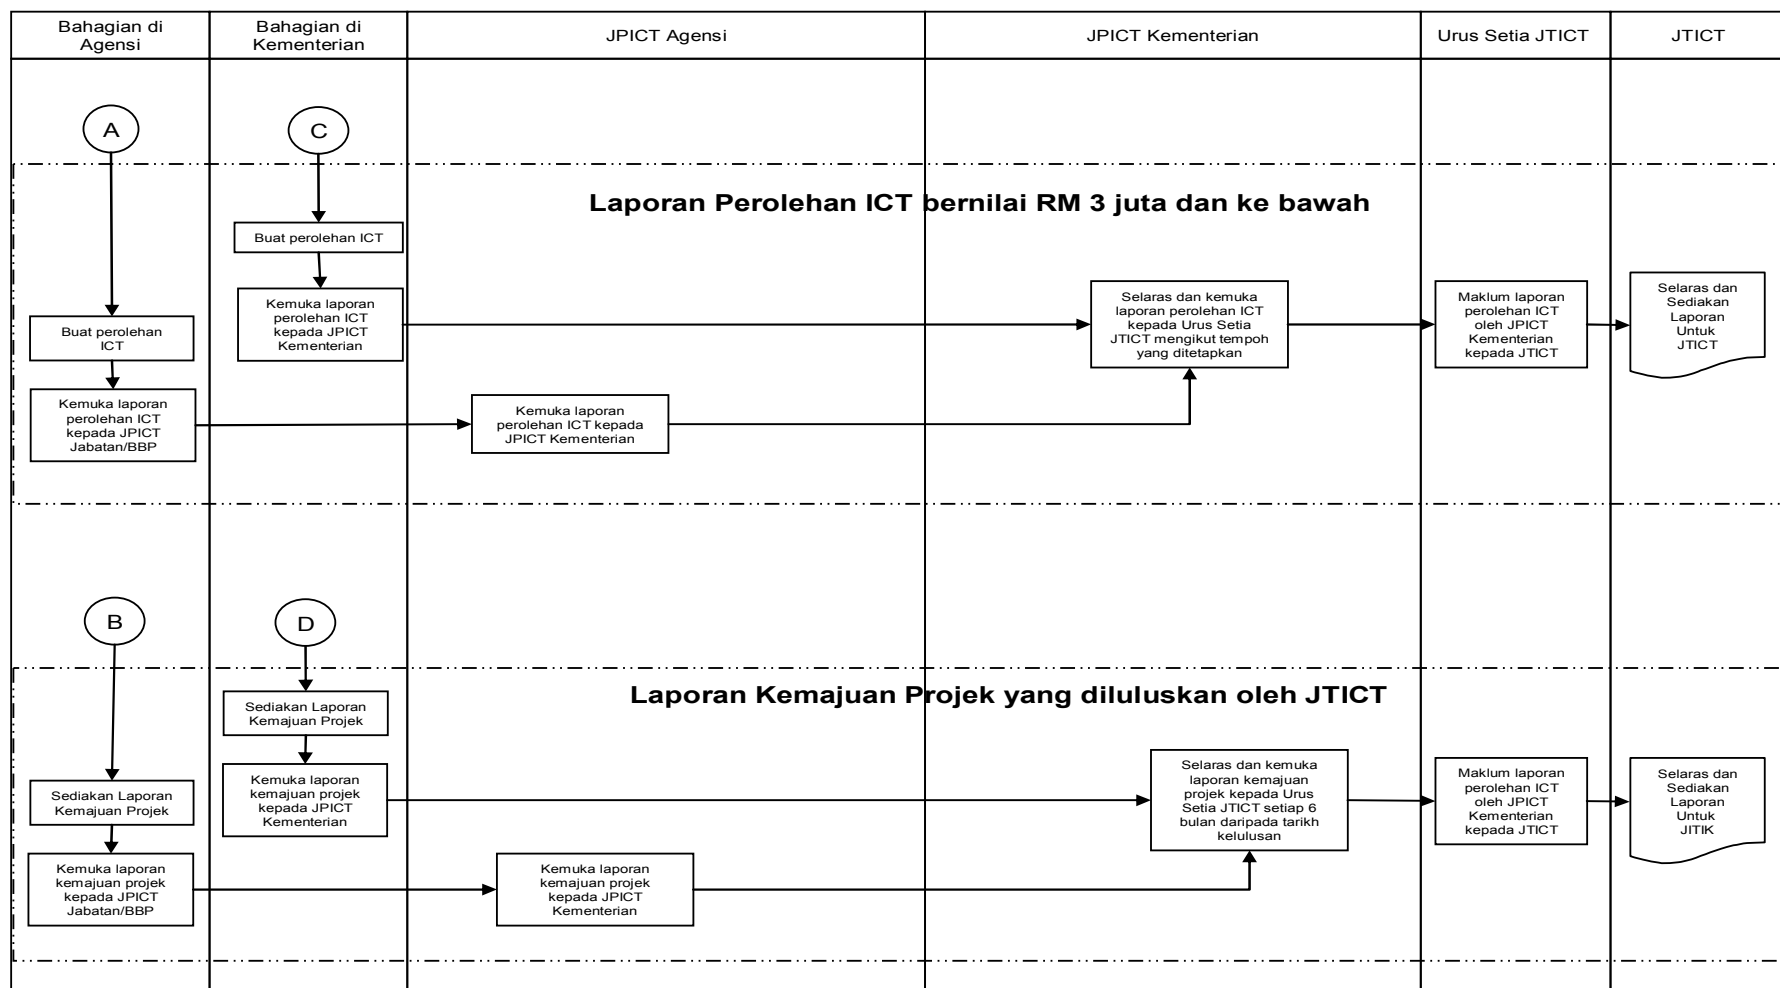 Bahagian di
Agensi
Bahagian di
Kementerian
JPICT Agensi
JPICT Kementerian
Urus Setia JTICT
JTICT
A
C
Laporan Perolehan ICT bernilai RM 3 juta dan ke bawah
Buat perolehan ICT
Kemuka laporan
perolehan ICT
kepada JPICT
Kementerian
Selaras dan kemuka
laporan perolehan ICT
kepada Urus Setia
JTICT mengikut tempoh
yang ditetapkan
Maklum laporan
perolehan ICT
oleh JPICT
Kementerian
kepada JTICT
Selaras dan
Sediakan
Laporan
Untuk
JTICT
Buat perolehan
ICT
Kemuka laporan
perolehan ICT
kepada JPICT
Jabatan/BBP
Kemuka laporan
perolehan ICT kepada
JPICT Kementerian
B
D
Laporan Kemajuan Projek yang diluluskan oleh JTICT
Sediakan Laporan
Kemajuan Projek
Kemuka laporan
kemajuan projek
kepada JPICT
Kementerian
Selaras dan kemuka
laporan kemajuan
projek kepada Urus
Setia JTICT setiap 6
bulan daripada tarikh
kelulusan
Maklum laporan
perolehan ICT
oleh JPICT
Kementerian
kepada JTICT
Selaras dan
Sediakan
Laporan
Untuk
JITIK
Sediakan Laporan
Kemajuan Projek
Kemuka laporan
kemajuan projek
kepada JPICT
Jabatan/BBP
Kemuka laporan
kemajuan projek
kepada JPICT
Kementerian